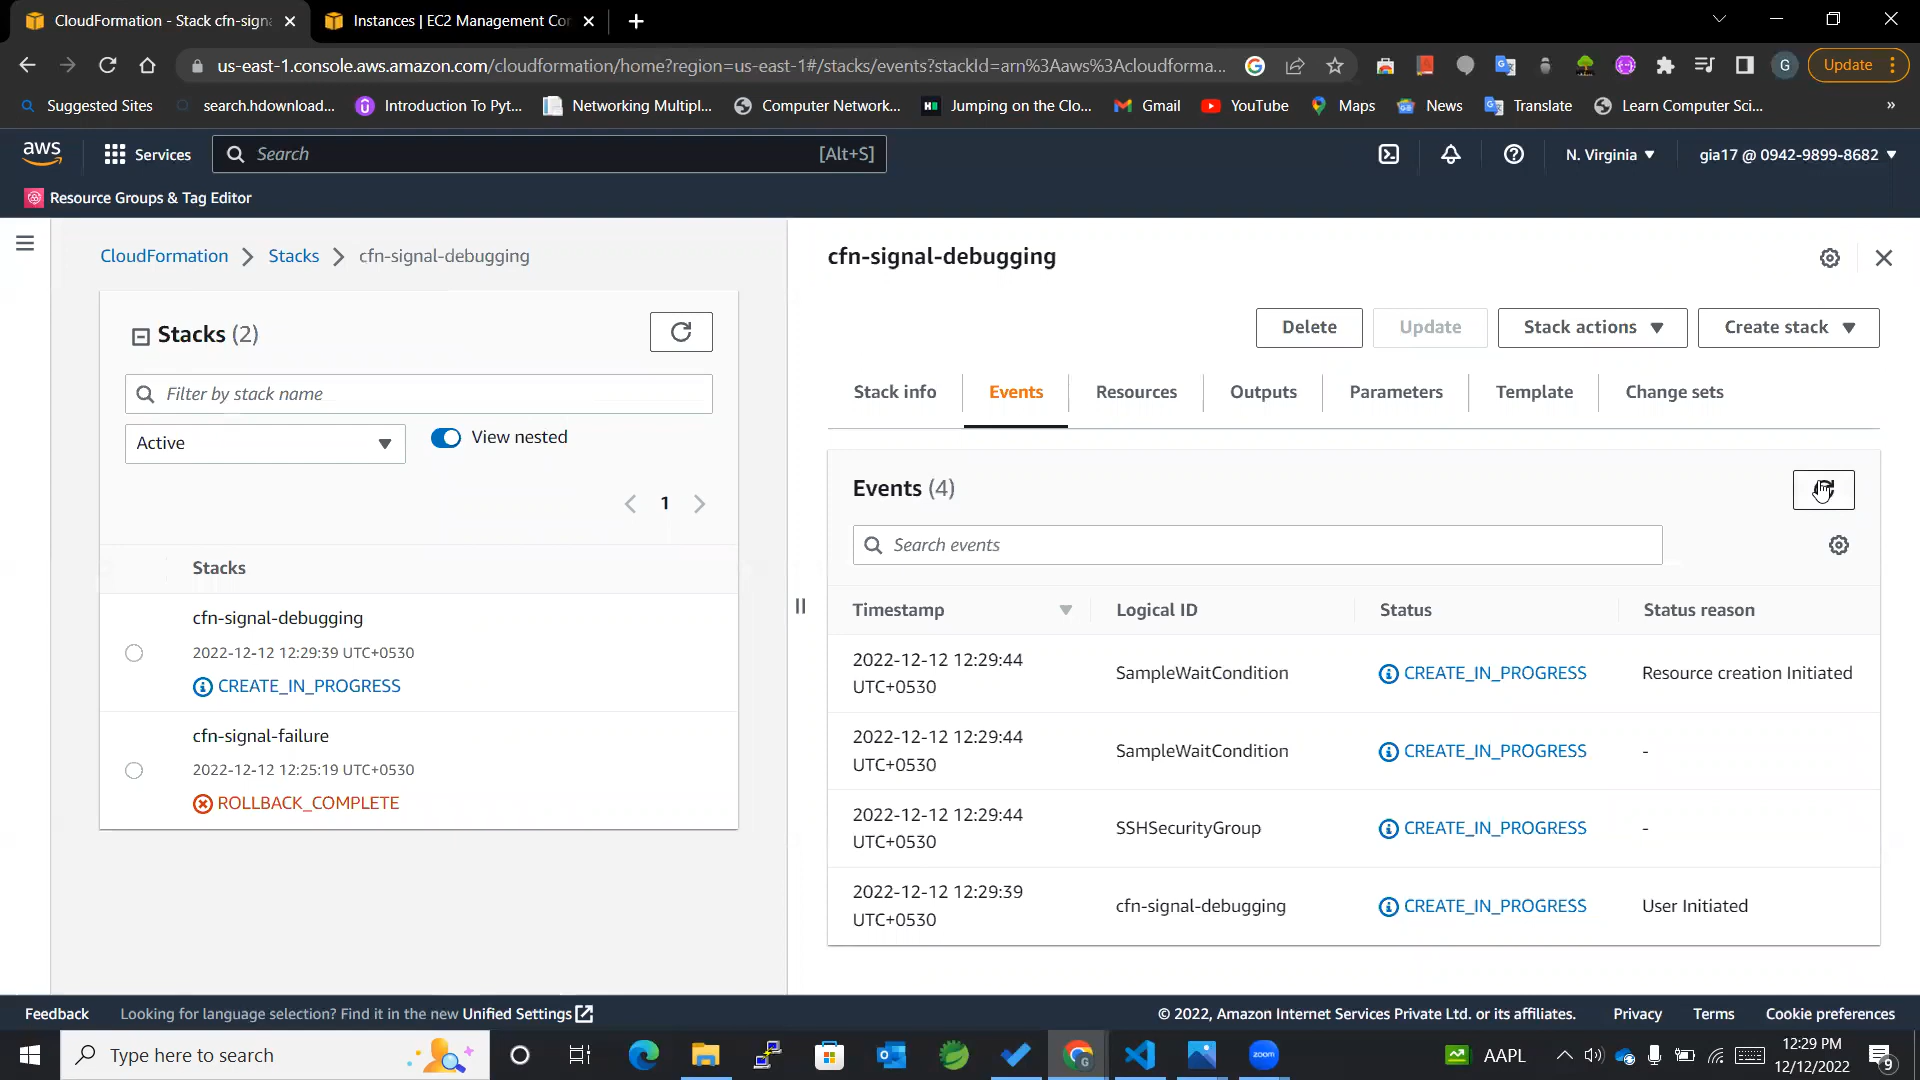 CloudFormation - Stack cfn-signa
Instances | EC2 Management Con
us-east-1.console.aws.amazon.com/cloudformation/home?region=us-east-1#/stacks/events?stackId=arn%3Aaws%3Acloudforma...
G
Update
Suggested Sites
search.hdownload...
Introduction To Pyt...
Networking Multipl...
Computer Network...
Jumping on the Clo...
Gmail
YouTube
Maps
News
Translate
Learn Computer Sci...
»
aws
Services
Search
[Alt+S]
N. Virginia
gia17 @ 0942-9899-8682
Resource Groups & Tag Editor
CloudFormation
Stacks
cfn-signal-debugging
Stacks (2)
Filter by stack name
Active
View nested
1
Stacks
cfn-signal-debugging
2022-12-12 12:29:39 UTC+0530
CREATE_IN_PROGRESS
cfn-signal-failure
2022-12-12 12:25:19 UTC+0530
ROLLBACK_COMPLETE
cfn-signal-debugging
Delete
Update
Stack actions
Create stack
Stack info
Events
Resources
Outputs
Parameters
Template
Change sets
Events (4)
Search events
Timestamp
Logical ID
Status
Status reason
2022-12-12 12:29:44
UTC+0530
SampleWaitCondition
CREATE_IN_PROGRESS
Resource creation Initiated
2022-12-12 12:29:44
UTC+0530
SampleWaitCondition
CREATE_IN_PROGRESS
-
2022-12-12 12:29:44
UTC+0530
SSHSecurityGroup
CREATE_IN_PROGRESS
-
2022-12-12 12:29:39
UTC+0530
cfn-signal-debugging
CREATE_IN_PROGRESS
User Initiated
Feedback
Looking for language selection? Find it in the new Unified Settings
© 2022, Amazon Internet Services Private Ltd. or its affiliates.
Privacy
Terms
Cookie preferences
Type here to search
zoom
AAPL
12:29 PM
12/12/2022
9